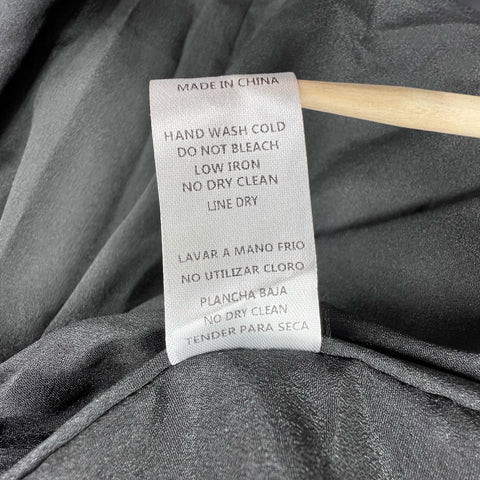 MADE IN CHINA
HAND WASH COLD
DO NOT BLEACH
LOW IRON
NO DRY CLEAN
LINE DRY
LAVAR A MANO FRIO
NO UTILIZAR CLORO
PLANCHA BAJA
NO DRY CLEAN
TENDER PARA SECA